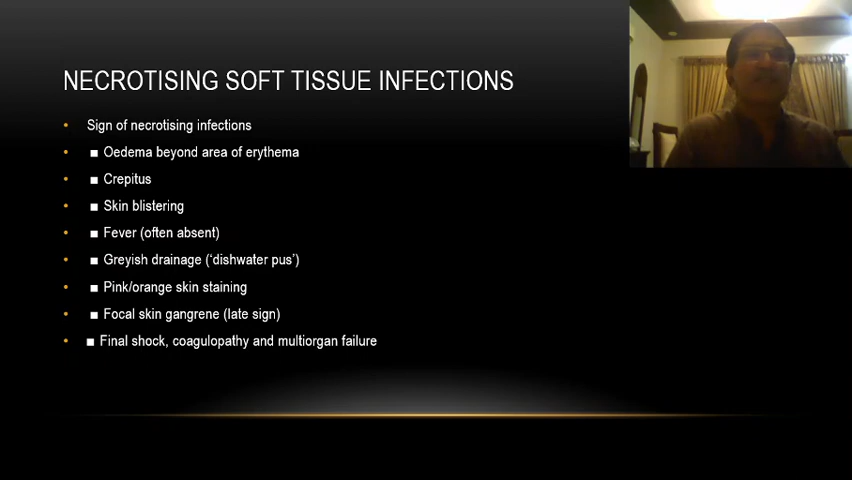 NECROTISING SOFT TISSUE INFECTIONS
• Sign of necrotising infections
• ■ Oedema beyond area of erythema
• ■ Crepitus
• ■ Skin blistering
• ■ Fever (often absent)
• ■ Greyish drainage (‘dishwater pus’)
• ■ Pink/orange skin staining
• ■ Focal skin gangrene (late sign)
• ■ Final shock, coagulopathy and multiorgan failure